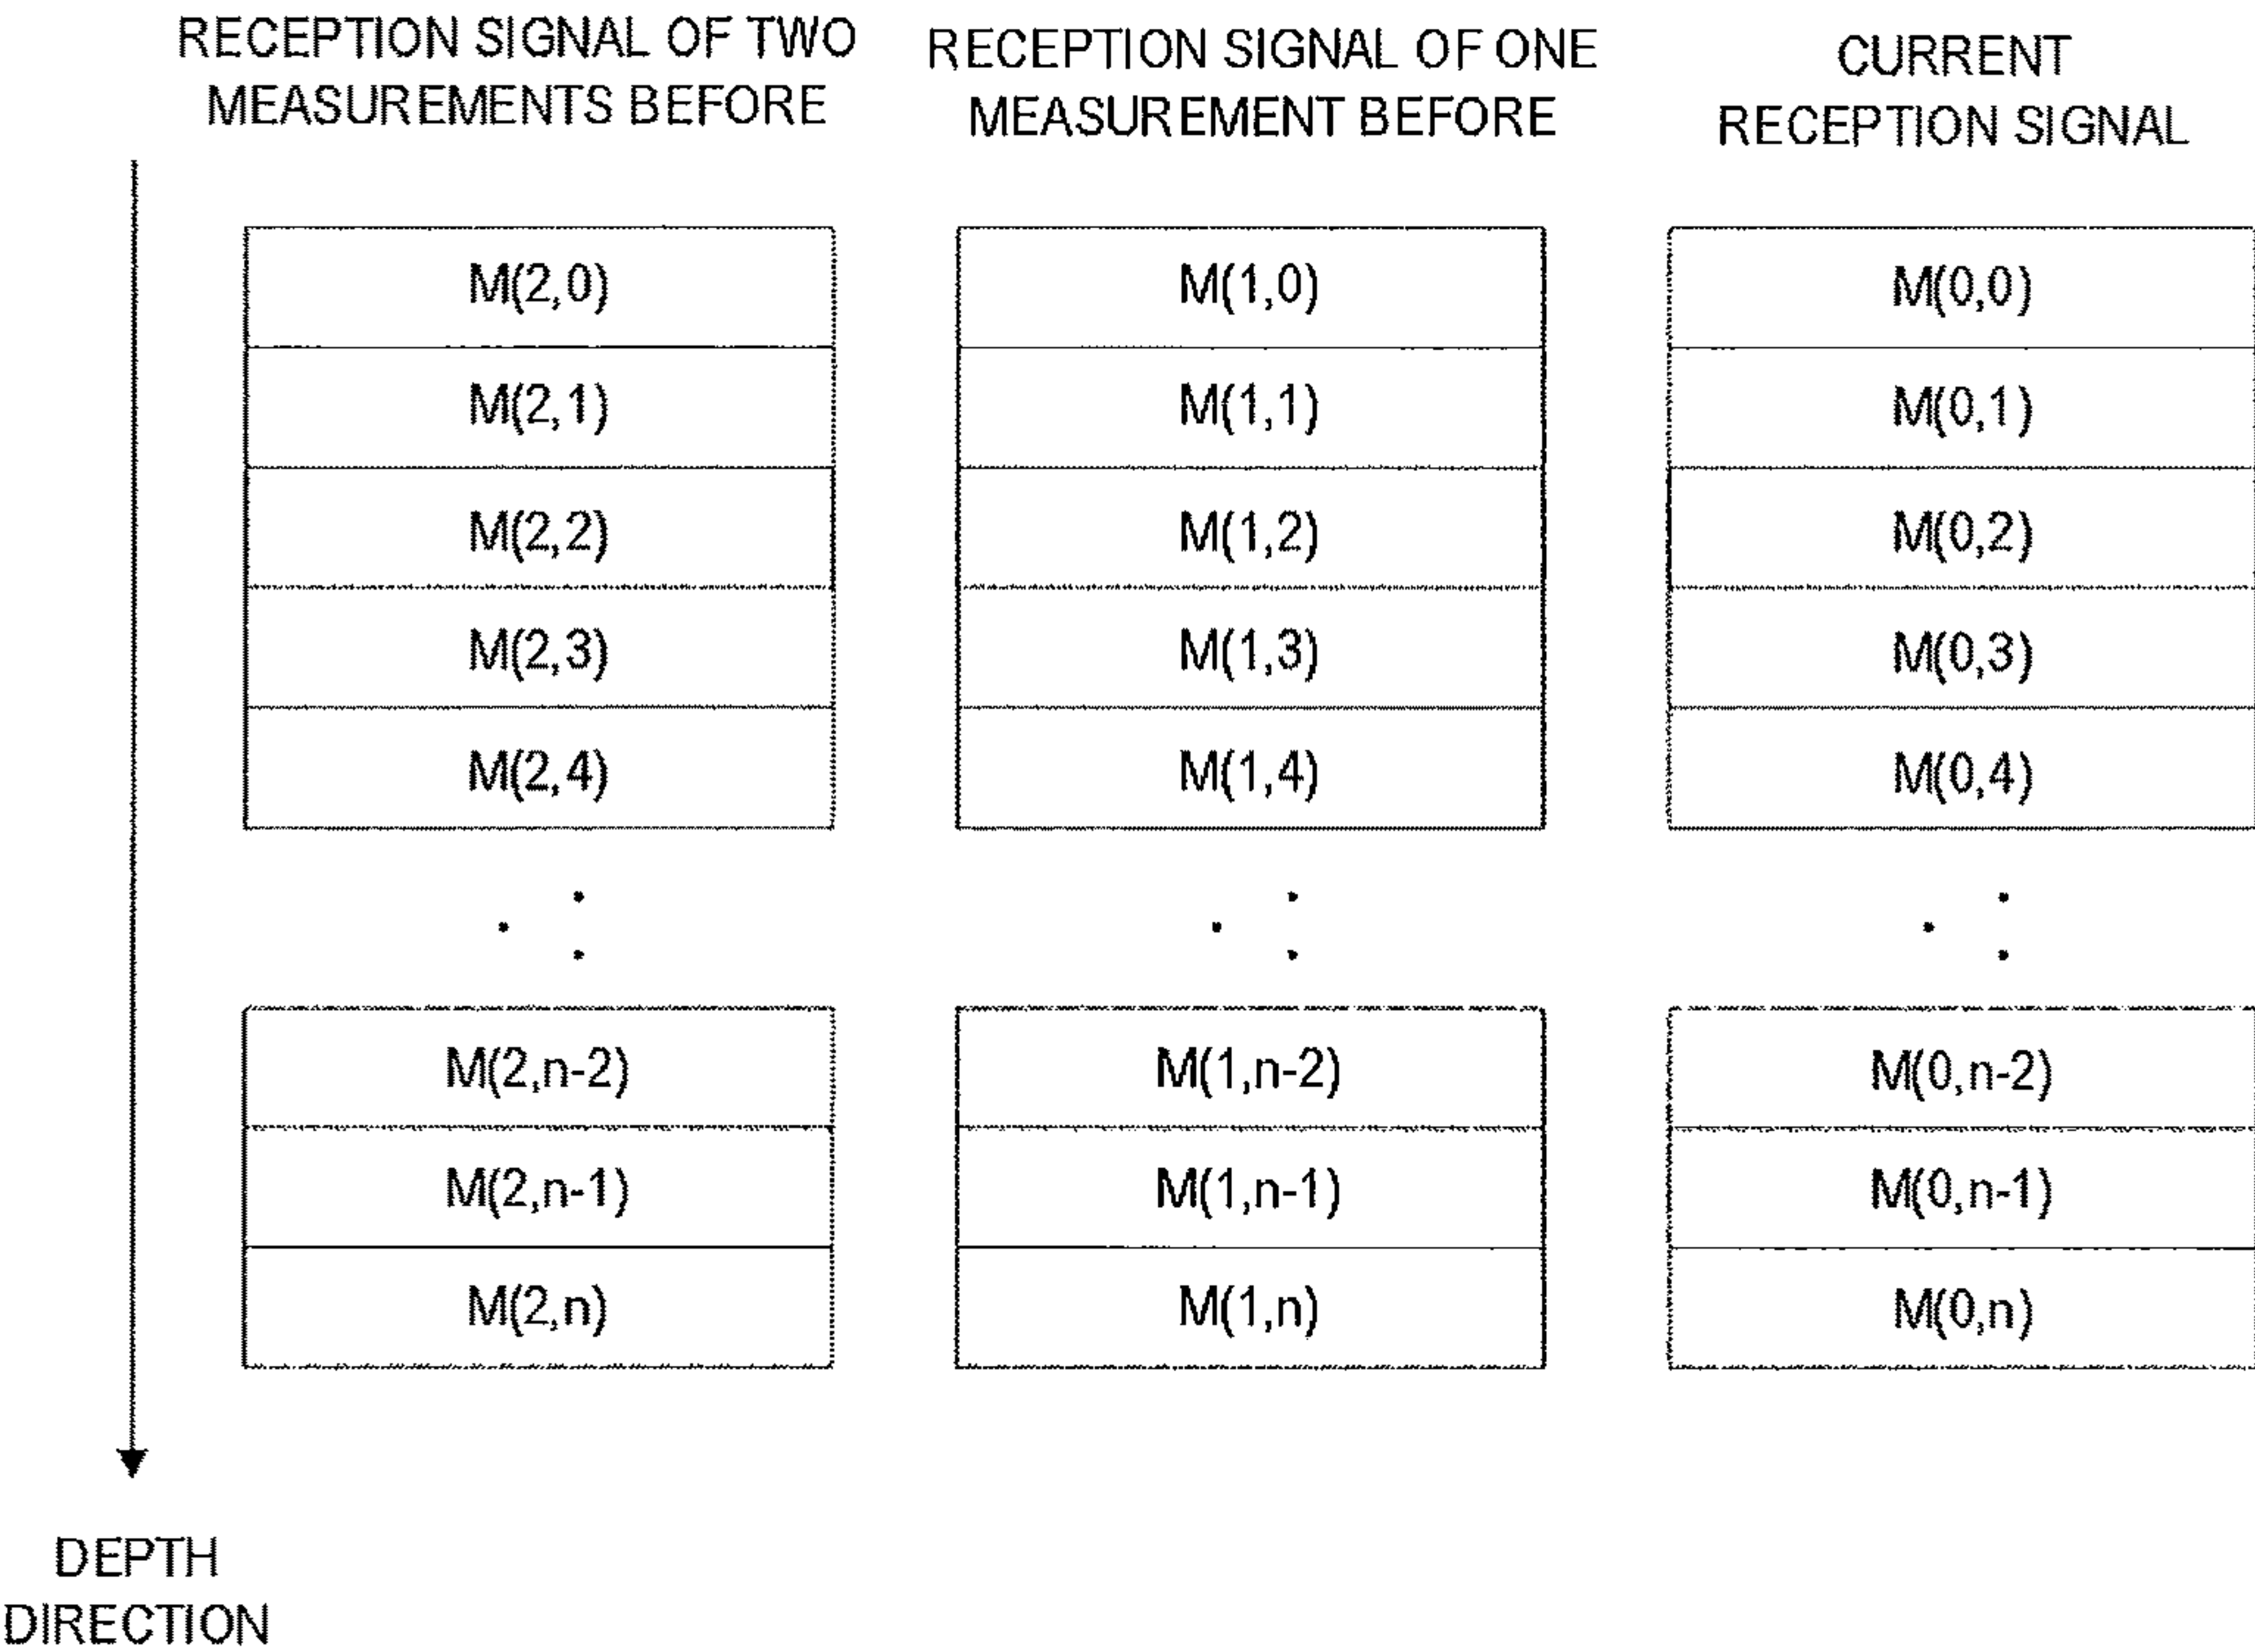 RECEPTION SIGNAL OF TWO
MEASUREMENTS BEFORE
RECEPTION SIGNAL OF ONE
MEASUREMENT BEFORE
CURRENT
RECEPTION SIGNAL
M(2,0)
M(1,0)
M(0,0)
M(2,1)
M(1,1)
M(0,1)
M(2,2)
M(1,2)
M(0,2)
M(2,3)
M(1,3)
M(0,3)
M(2,4)
M(1,4)
M(0,4)
M(2,n-2)
M(1,n-2)
M(0,n-2)
M(2,n-1)
M(1,n-1)
M(0,n-1)
M(2,n)
M(1,n)
M(0,n)
DEPTH
DIRECTION